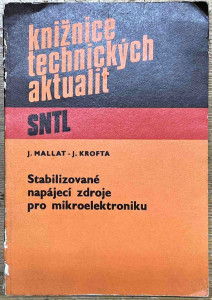 knižnice
technických
aktualit
SNTL
J. MALLAT - J. KROFTA
Stabilizované
napájecí zdroje
pro mikroelektroniku